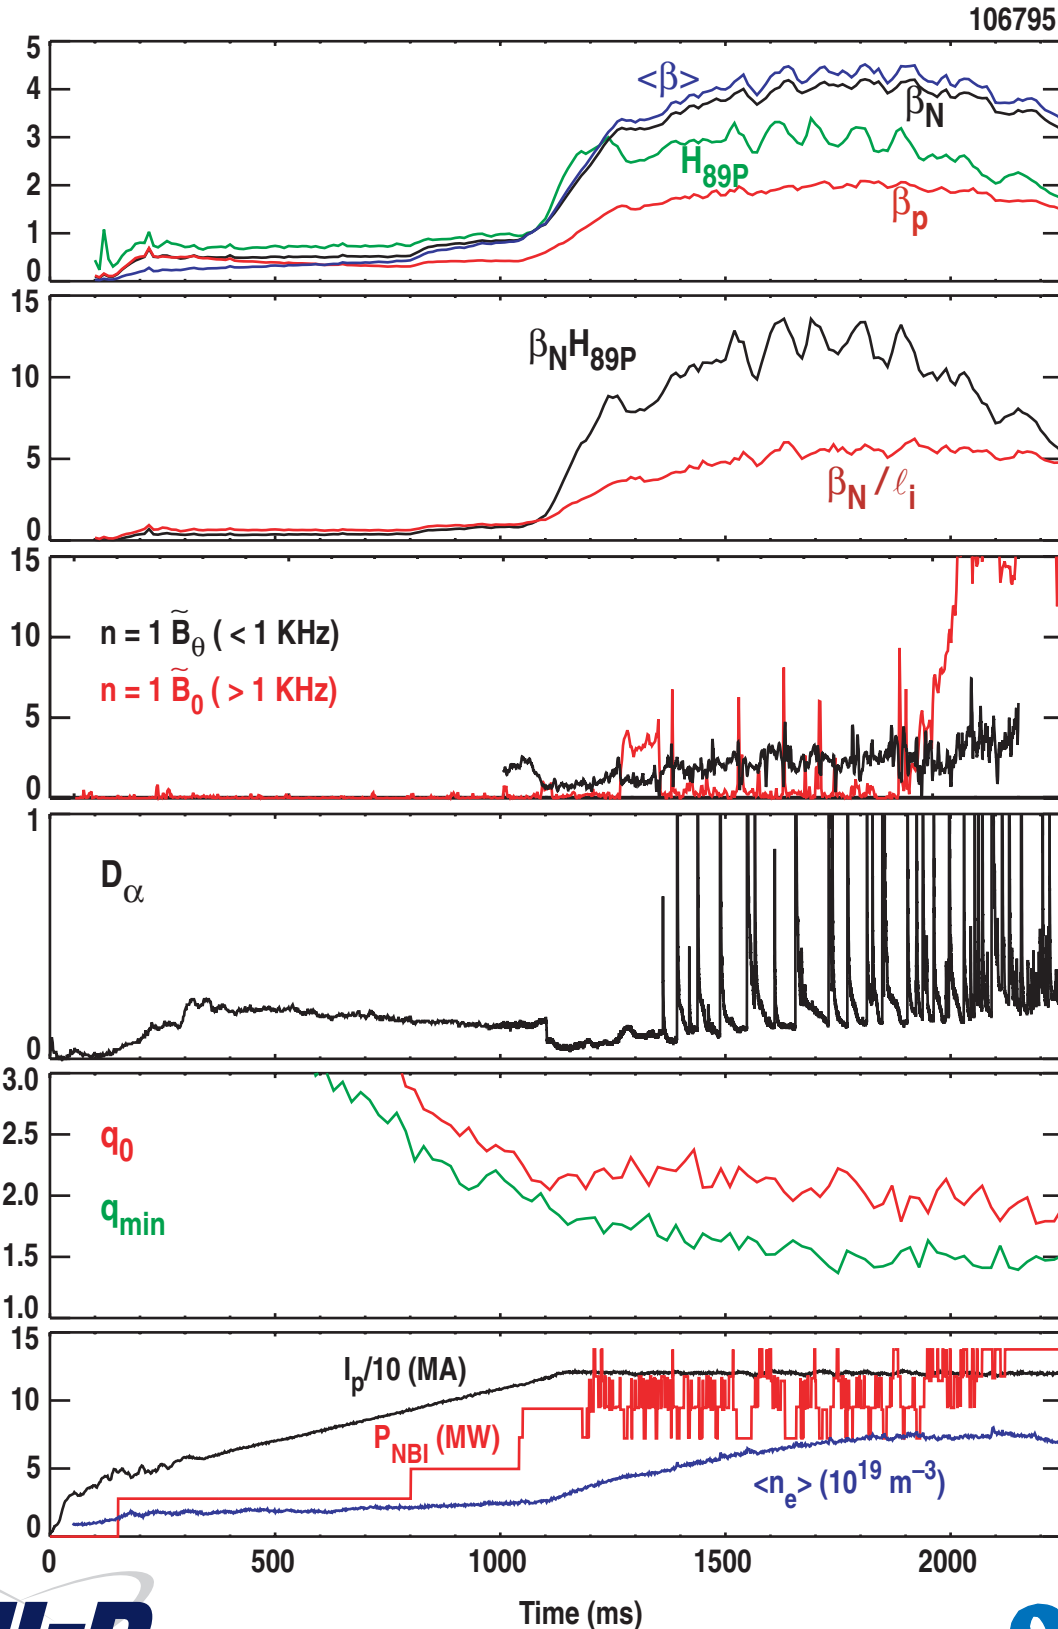 106795
5
4
3
2
1
0
<β>
βN
H89P
βp
15
10
5
0
βNH89P
βN / ℓi
15
10
5
0
n = 1 B̃θ ( < 1 KHz)
n = 1 B̃0 ( > 1 KHz)
1
0
Dα
3.0
2.5
2.0
1.5
1.0
q0
qmin
15
10
5
0
Ip/10 (MA)
PNBI (MW)
<ne> (10^19 m^–3)
0 500 1000 1500 2000
Time (ms)